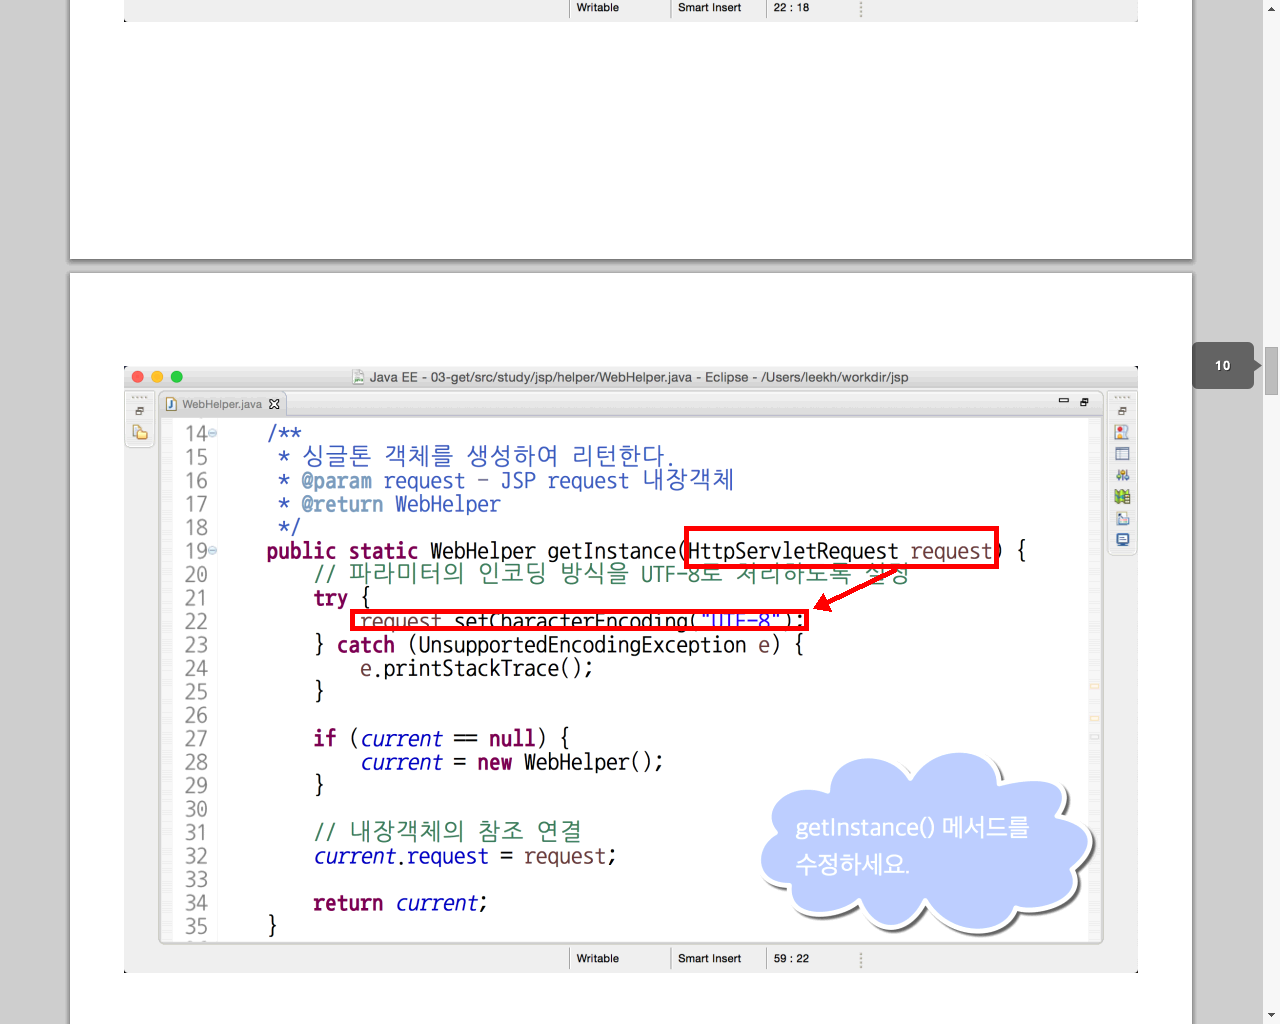 Writable Smart Insert 22 : 18
10
Java EE - 03-get/src/study/jsp/helper/WebHelper.java - Eclipse - /Users/leekh/workdir/jsp
WebHelper.java
14 /**
15 * 싱글톤 객체를 생성하여 리턴한다.
16 * @param request - JSP request 내장객체
17 * @return WebHelper
18 */
19 public static WebHelper getInstance(HttpServletRequest request) {
20 // 파라미터의 인코딩 방식을 UTF-8로 처리하도록 설정
21 try {
22 request.setCharacterEncoding("UTF-8");
23 } catch (UnsupportedEncodingException e) {
24 e.printStackTrace();
25 }
26
27 if (current == null) {
28 current = new WebHelper();
29 }
30
31 // 내장객체의 참조 연결
32 current.request = request;
33
34 return current;
35 }
getInstance() 메서드를
수정하세요.
Writable Smart Insert 59 : 22